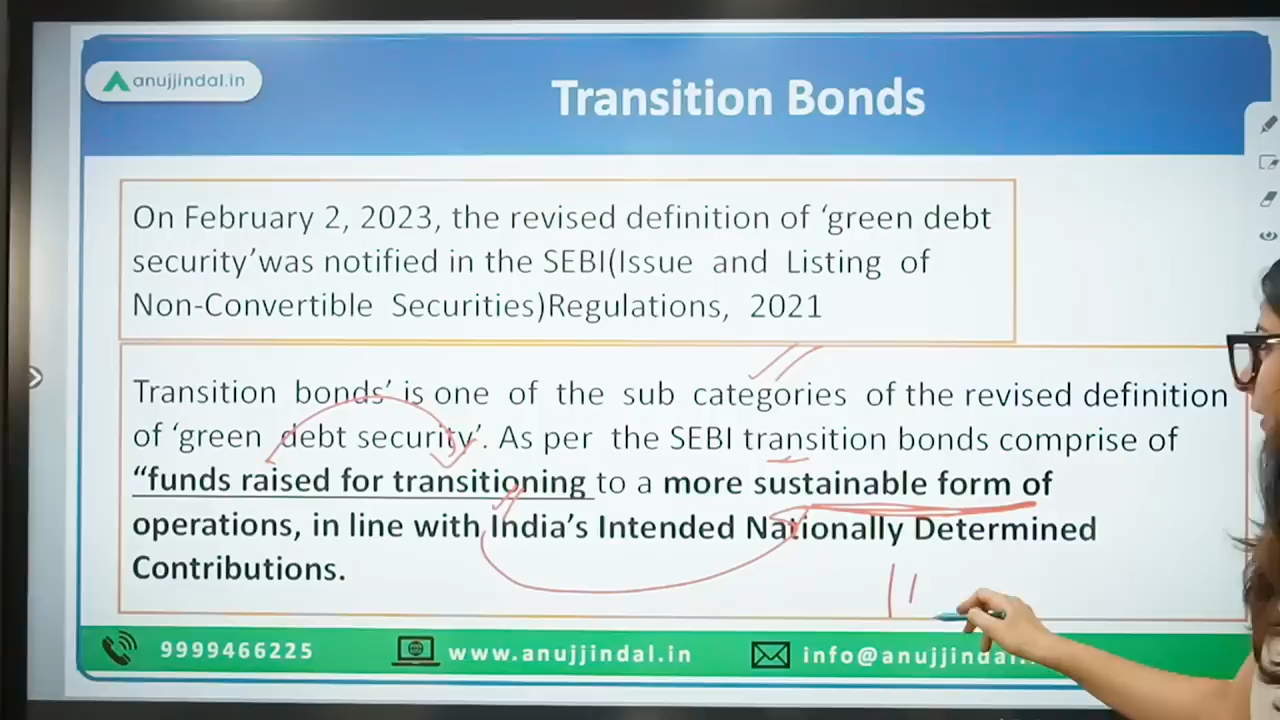 anujjindal.in
Transition Bonds
On February 2, 2023, the revised definition of ‘green debt
security’was notified in the SEBI(Issue and Listing of
Non-Convertible Securities)Regulations, 2021
Transition bonds’ is one of the sub categories of the revised definition
of ‘green debt security’. As per the SEBI transition bonds comprise of
“funds raised for transitioning to a more sustainable form of
operations, in line with India’s Intended Nationally Determined
Contributions.
9999466225 www.anujjindal.in info@anujjindal.